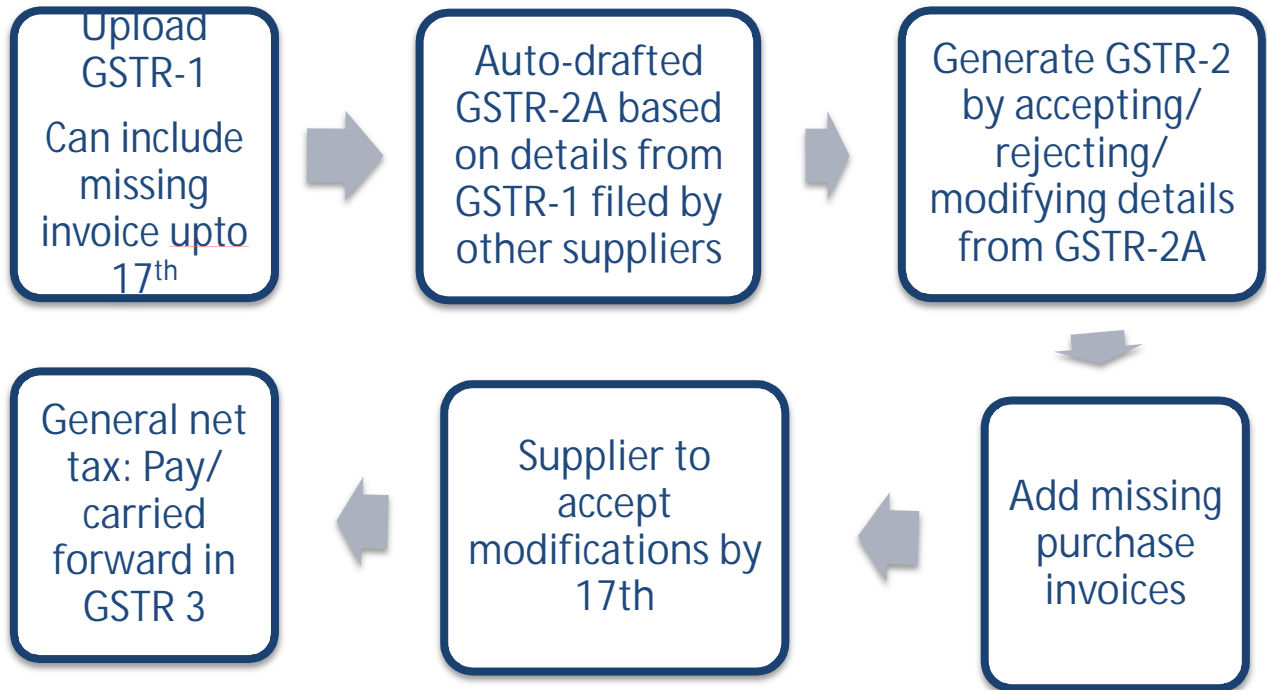 Upload
GSTR-1
Can include
missing
invoice upto
17th
Auto-drafted
GSTR-2A based
on details from
GSTR-1 filed by
other suppliers
Generate GSTR-2
by accepting/
rejecting/
modifying details
from GSTR-2A
Add missing
purchase
invoices
Supplier to
accept
modifications by
17th
General net
tax: Pay/
carried
forward in
GSTR 3